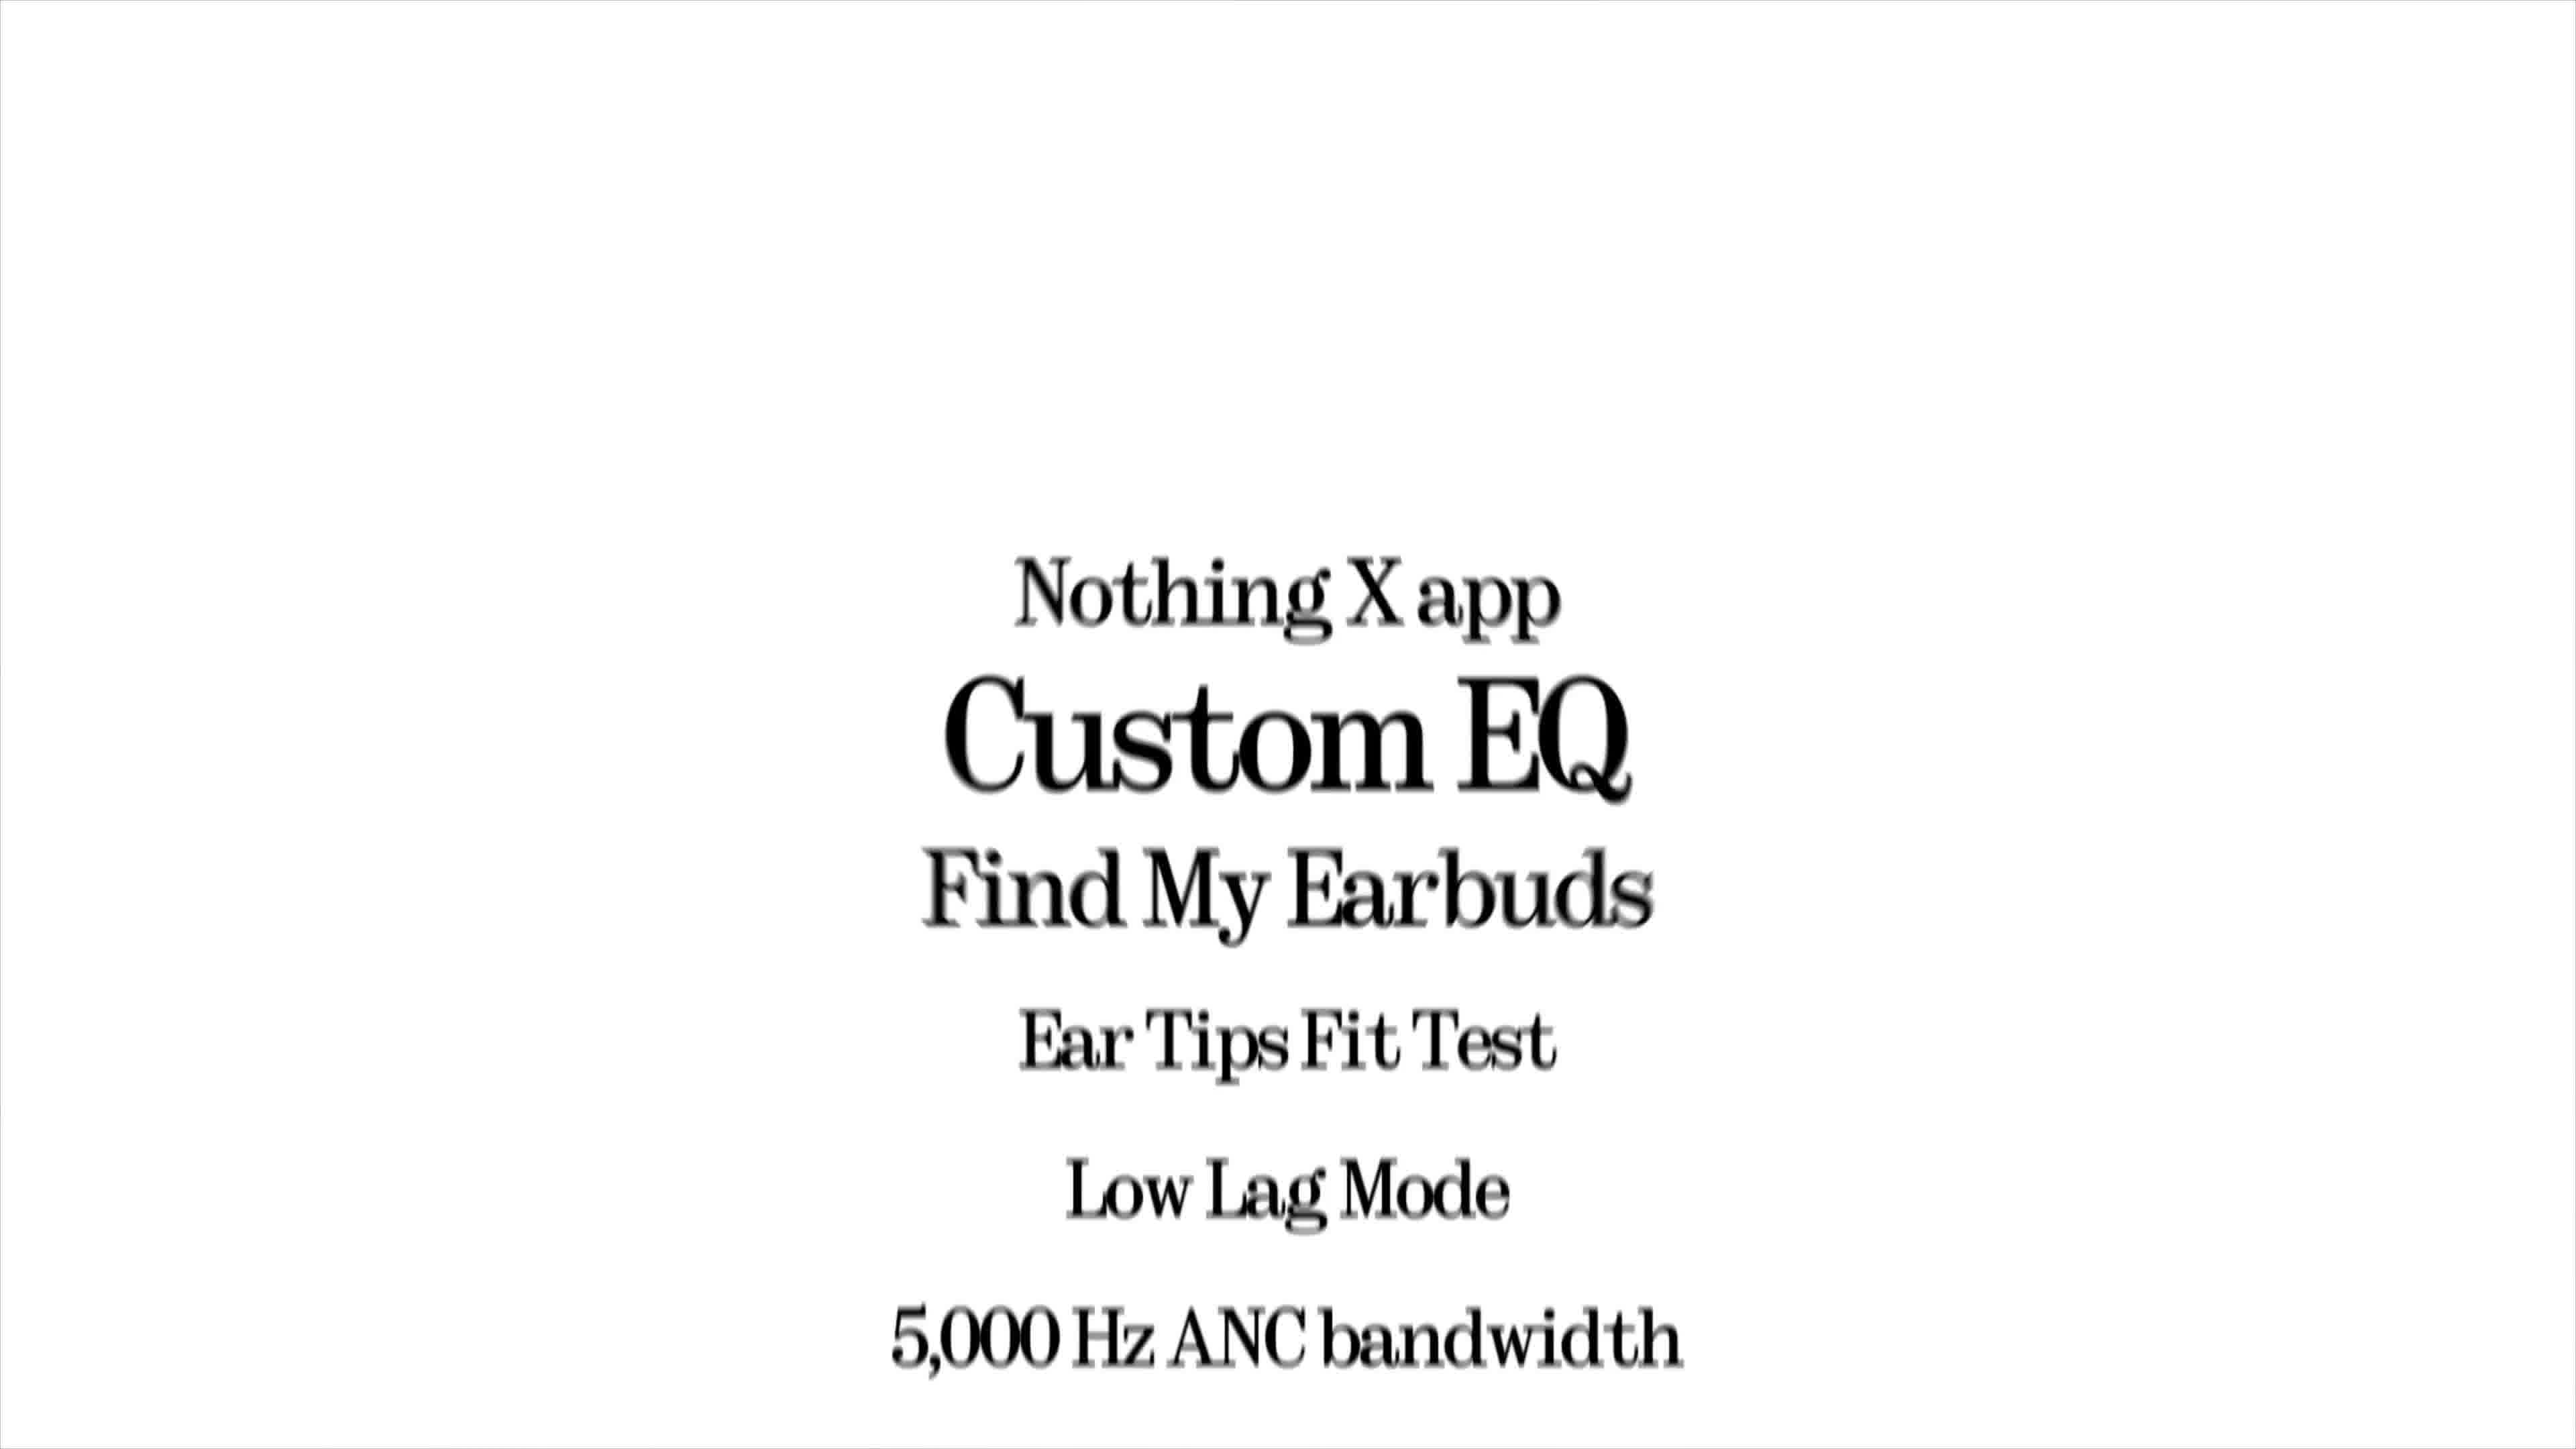 Nothing X app
Custom EQ
Find My Earbuds
Ear Tips Fit Test
Low Lag Mode
5,000 Hz ANC bandwidth